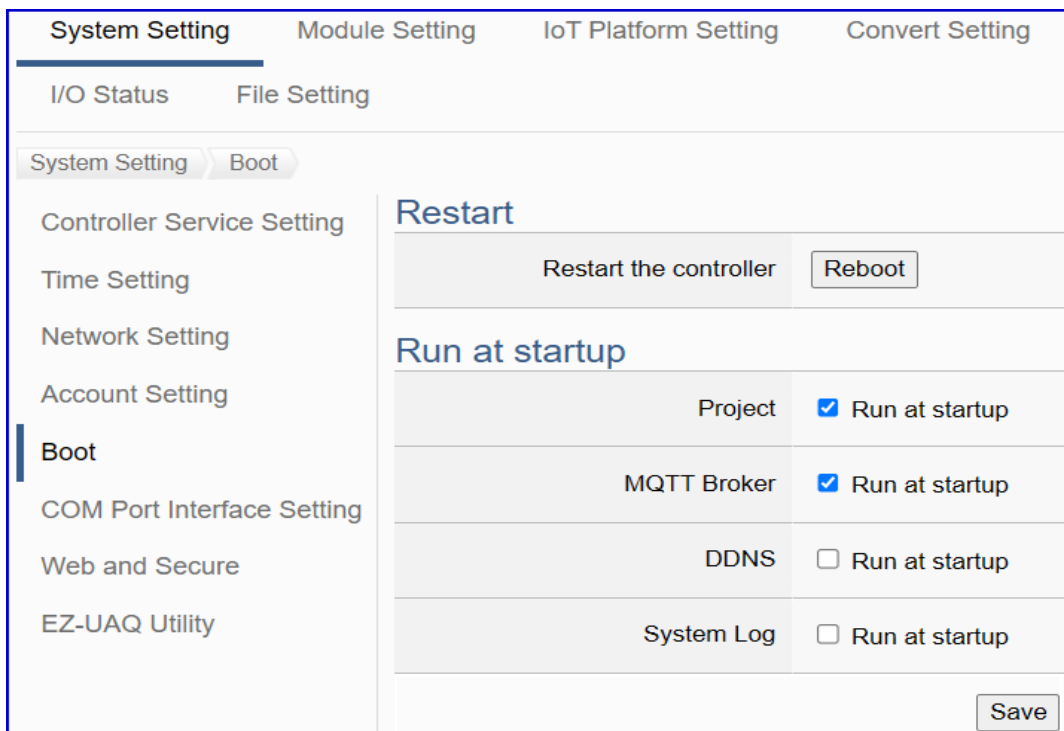 System Setting Module Setting IoT Platform Setting Convert Setting
I/O Status File Setting
System Setting Boot
Controller Service Setting
Time Setting
Network Setting
Account Setting
Boot
COM Port Interface Setting
Web and Secure
EZ-UAQ Utility
Restart
Restart the controller Reboot
Run at startup
Project Run at startup
MQTT Broker Run at startup
DDNS Run at startup
System Log Run at startup
Save